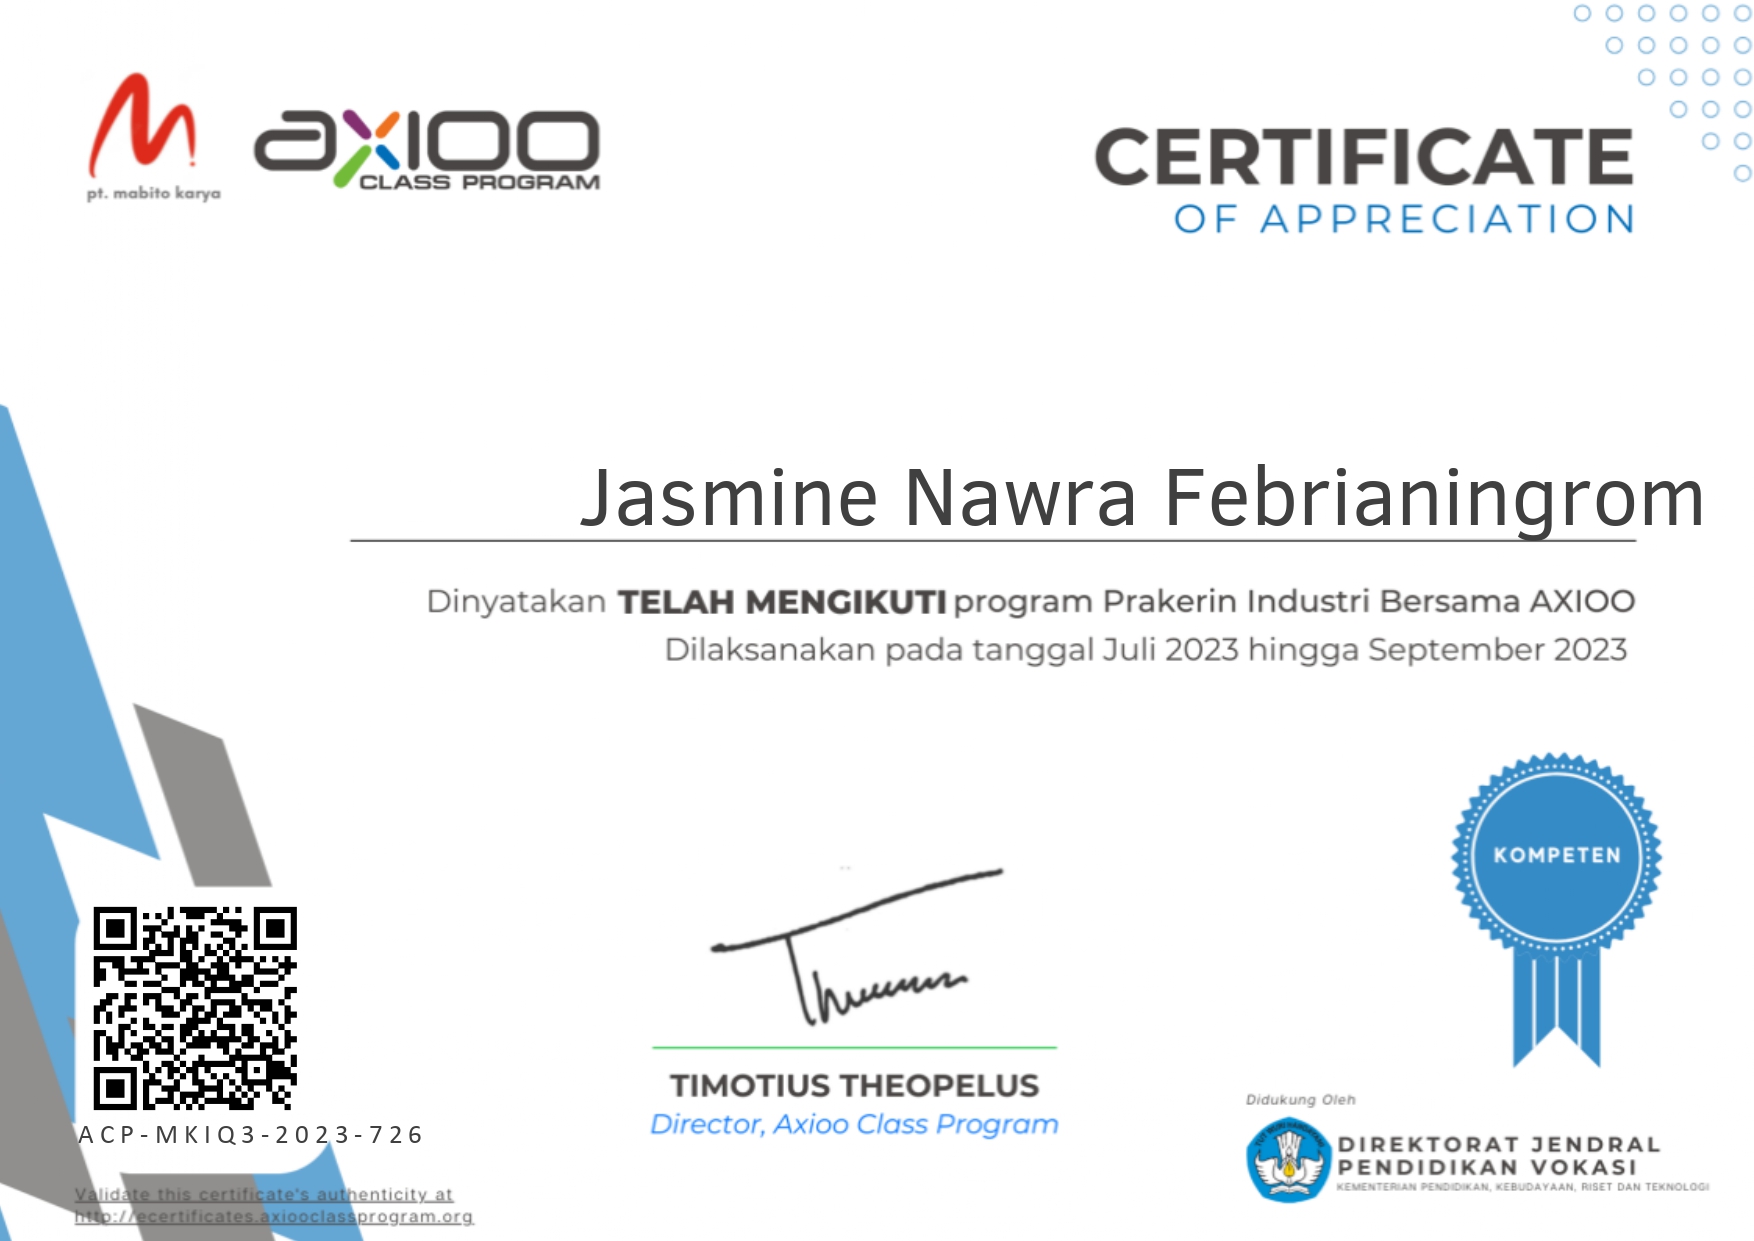 pt. mabito karya
axioo
CLASS PROGRAM
CERTIFICATE
OF APPRECIATION
Jasmine Nawra Febrianingrom
Dinyatakan TELAH MENGIKUTI program Prakerin Industri Bersama AXIOO
Dilaksanakan pada tanggal Juli 2023 hingga September 2023
KOMPETEN
TIMOTIUS THEOPELUS
Director, Axioo Class Program
ACP-MKIQ3-2023-726
Validate this certificate's authenticity at
http://ecertificates.axiooclassprogram.org
Didukung Oleh
TUT WURI HANDAYANI
DIREKTORAT JENDRAL
PENDIDIKAN VOKASI
KEMENTERIAN PENDIDIKAN, KEBUDAYAAN, RISET DAN TEKNOLOGI